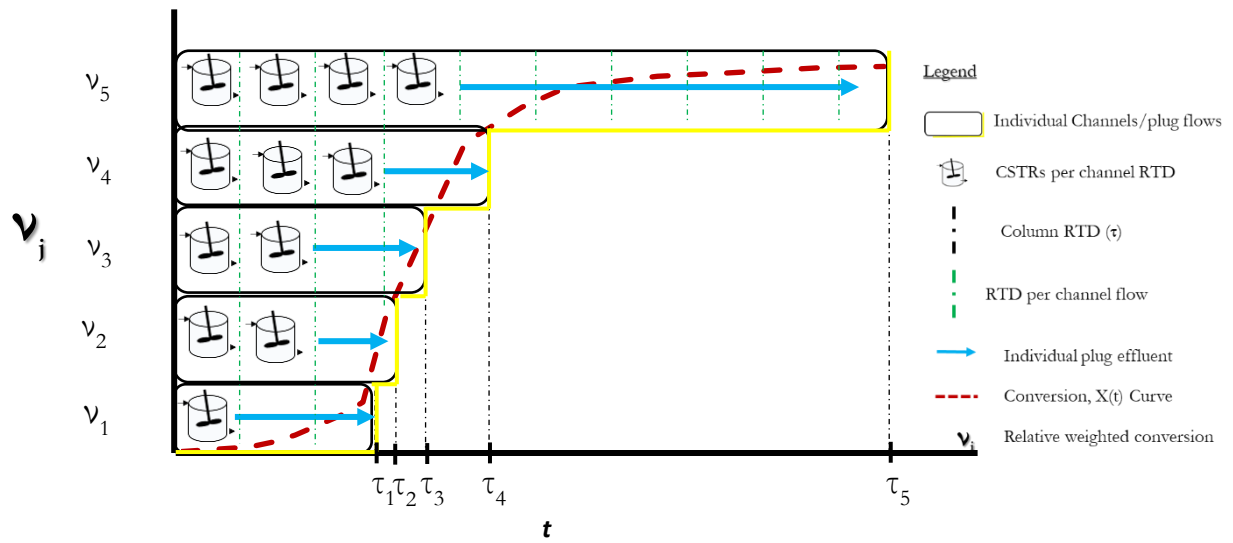 ν5
ν4
νj
ν3
ν2
ν1
τ1 τ2 τ3 τ4 τ5
t
Legend
Individual Channels/plug flows
CSTRs per channel RTD
Column RTD (τ)
RTD per channel flow
Individual plug effluent
Conversion, X(t) Curve
νj Relative weighted conversion